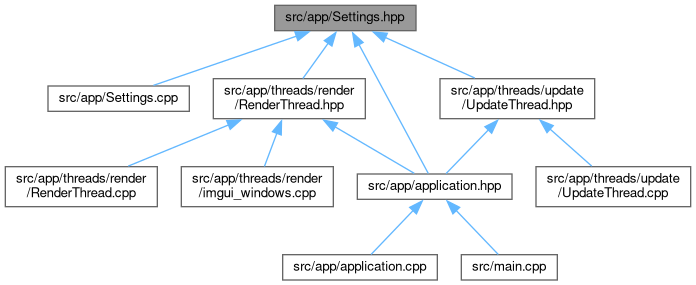 src/app/Settings.hpp
src/app/Settings.cpp
src/app/threads/render
/RenderThread.hpp
src/app/threads/update
/UpdateThread.hpp
src/app/threads/render
/RenderThread.cpp
src/app/threads/render
/imgui_windows.cpp
src/app/application.hpp
src/app/threads/update
/UpdateThread.cpp
src/app/application.cpp
src/main.cpp